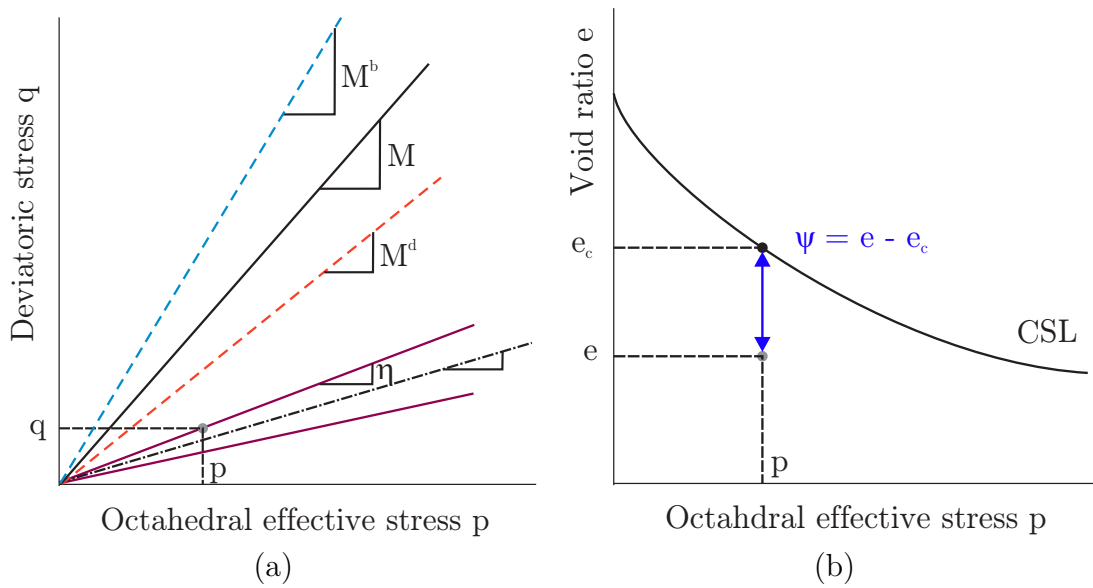 Deviatoric stress q
M^b
M
M^d
η
q
p
Octahedral effective stress p
(a)
Void ratio e
e_c
ψ = e - e_c
CSL
e
p
Octahdral effective stress p
(b)